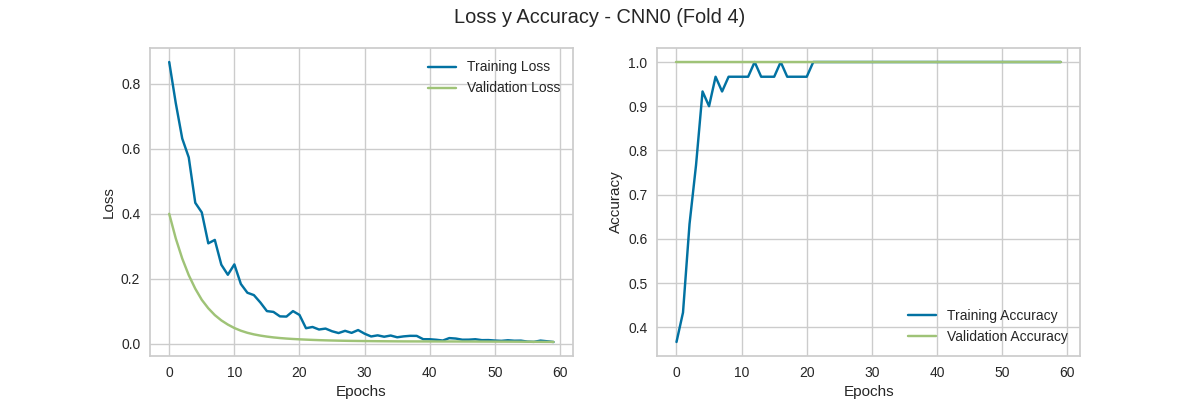 Loss y Accuracy - CNN0 (Fold 4)
Training Loss
Validation Loss
0.8
0.6
0.4
0.2
0.0
Loss
0
10
20
30
40
50
60
Epochs
1.0
0.9
0.8
0.7
0.6
0.5
0.4
Accuracy
Training Accuracy
Validation Accuracy
0
10
20
30
40
50
60
Epochs